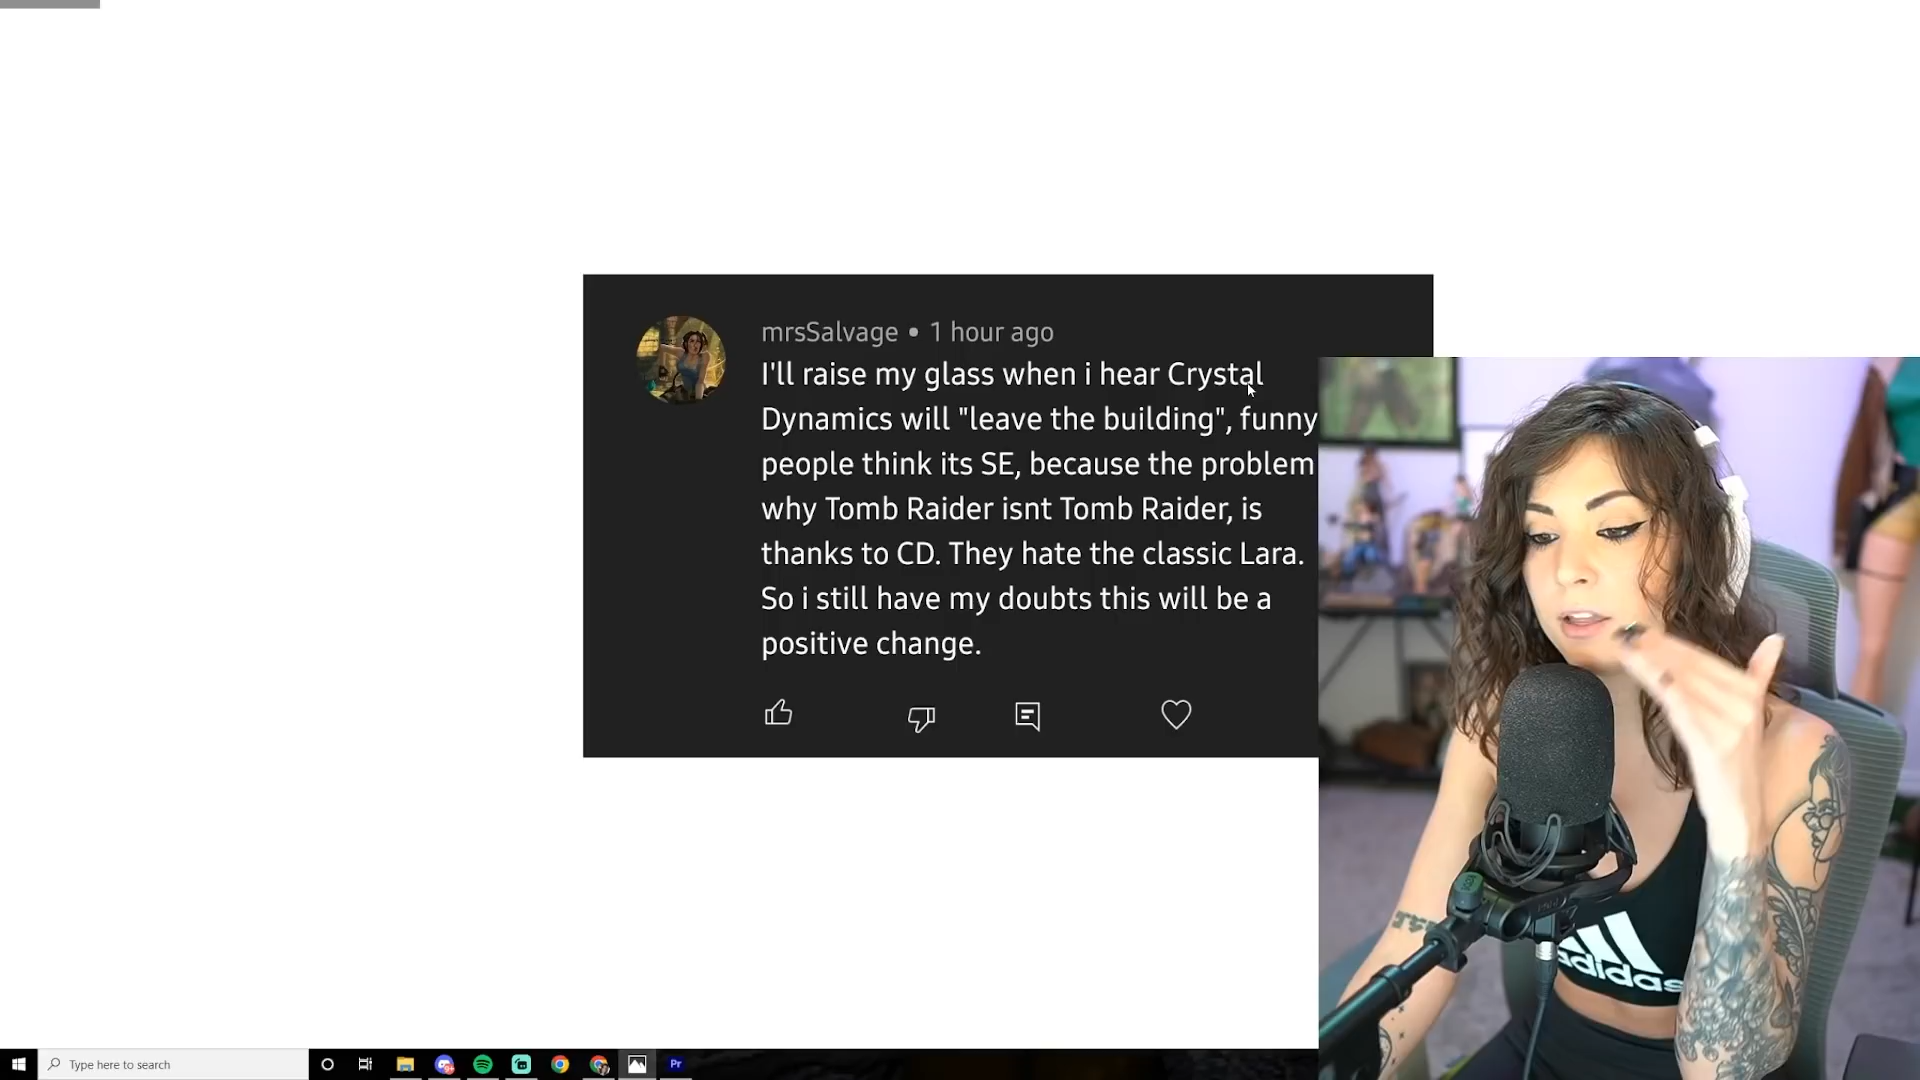 mrsSalvage • 1 hour ago
I'll raise my glass when i hear Crystal
Dynamics will "leave the building", funny
people think its SE, because the problem
why Tomb Raider isnt Tomb Raider, is
thanks to CD. They hate the classic Lara.
So i still have my doubts this will be a
positive change.
adidas
Type here to search
Pr